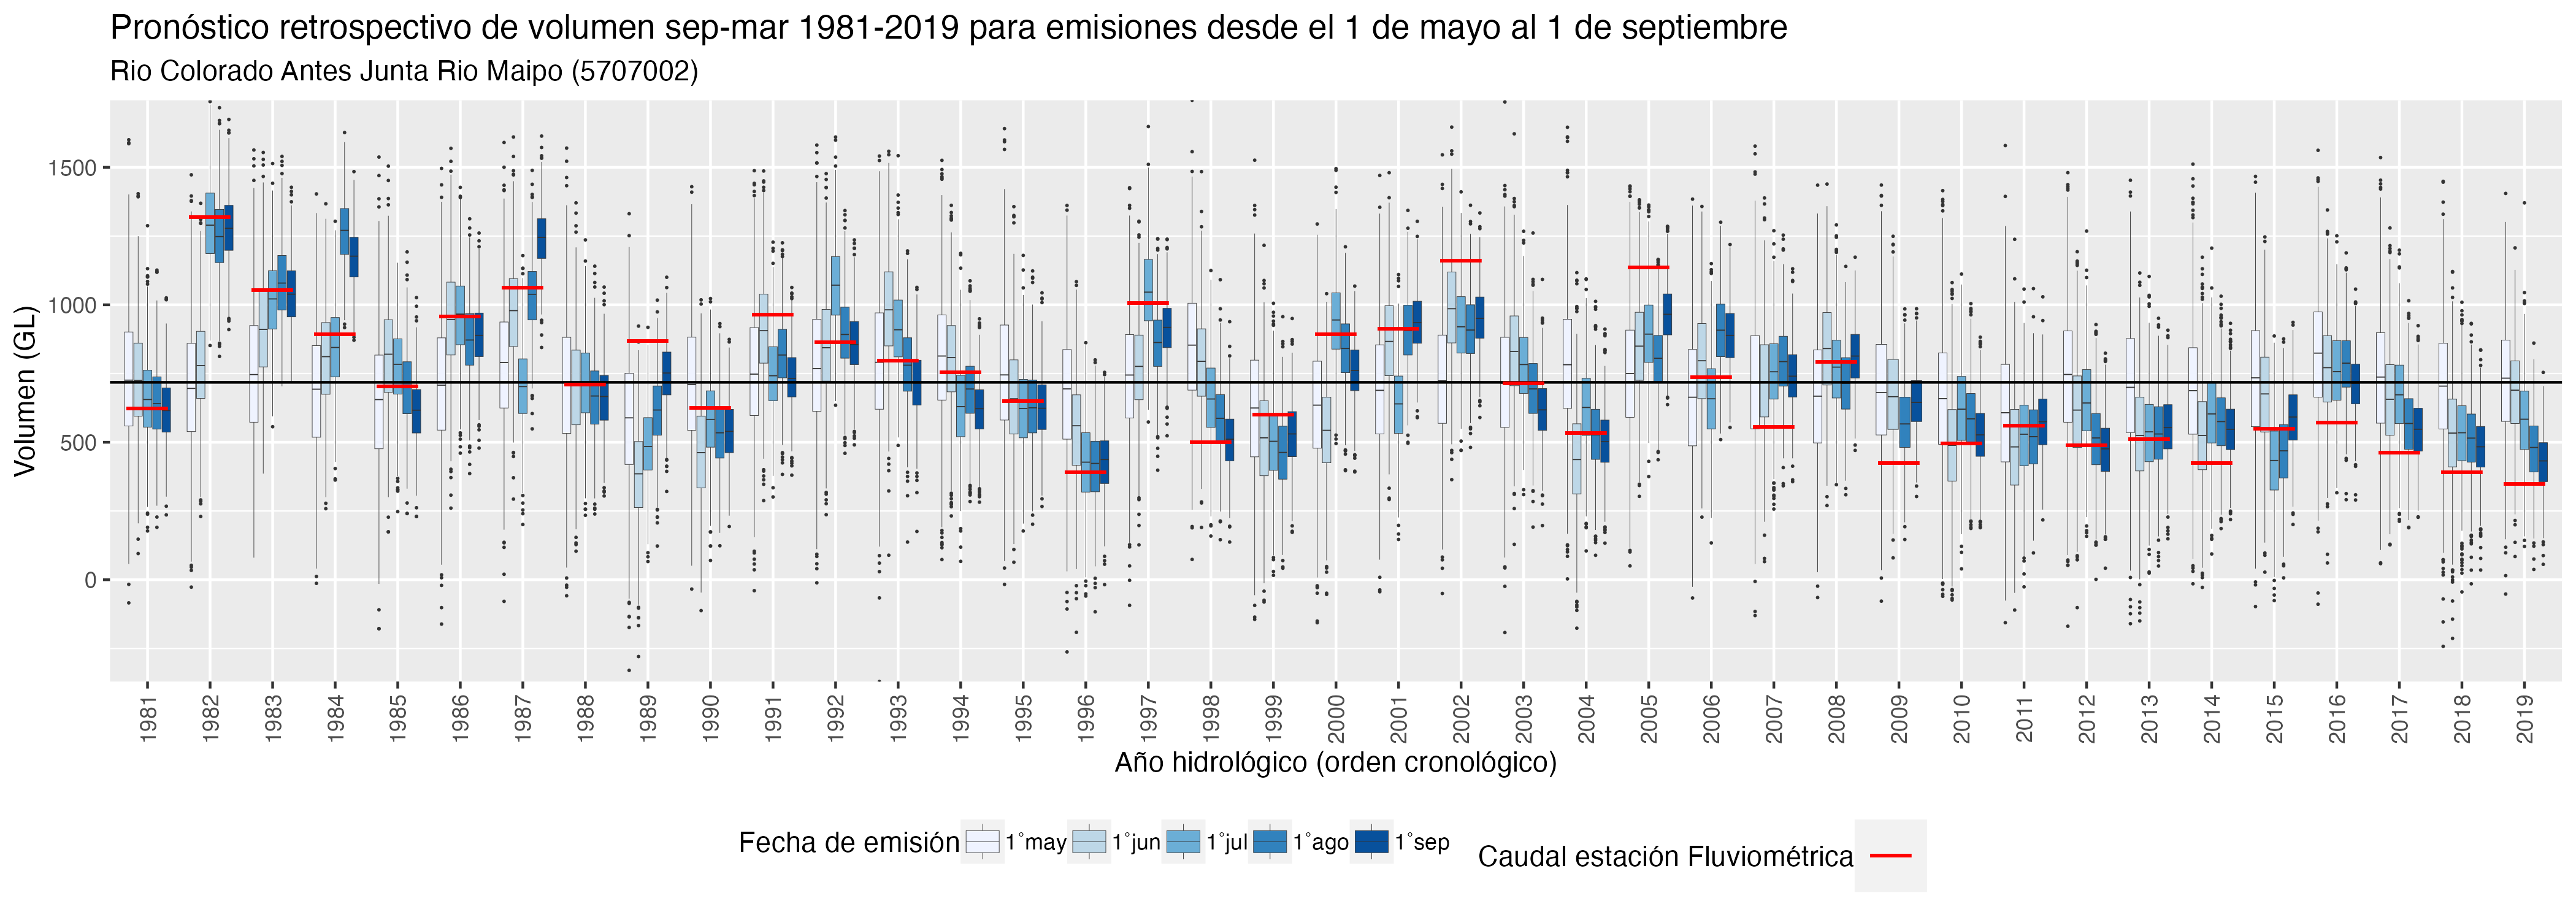 Pronóstico retrospectivo de volumen sep-mar 1981-2019 para emisiones desde el 1 de mayo al 1 de septiembre
Rio Colorado Antes Junta Rio Maipo (5707002)
Volumen (GL)
1500
1000
500
0
1981 1982 1983 1984 1985 1986 1987 1988 1989 1990 1991 1992 1993 1994 1995 1996 1997 1998 1999 2000 2001 2002 2003 2004 2005 2006 2007 2008 2009 2010 2011 2012 2013 2014 2015 2016 2017 2018 2019
Año hidrológico (orden cronológico)
Fecha de emisión 1°may 1°jun 1°jul 1°ago 1°sep Caudal estación Fluviométrica